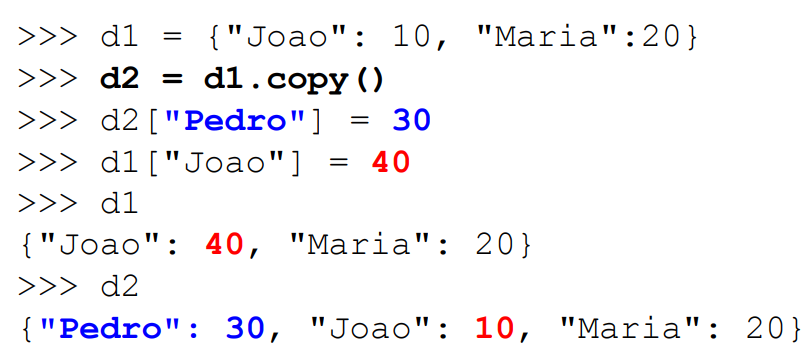 >>> d1 = {"Joao": 10, "Maria":20}
>>> d2 = d1.copy()
>>> d2["Pedro"] = 30
>>> d1["Joao"] = 40
>>> d1
{"Joao": 40, "Maria": 20}
>>> d2
{"Pedro": 30, "Joao": 10, "Maria": 20}